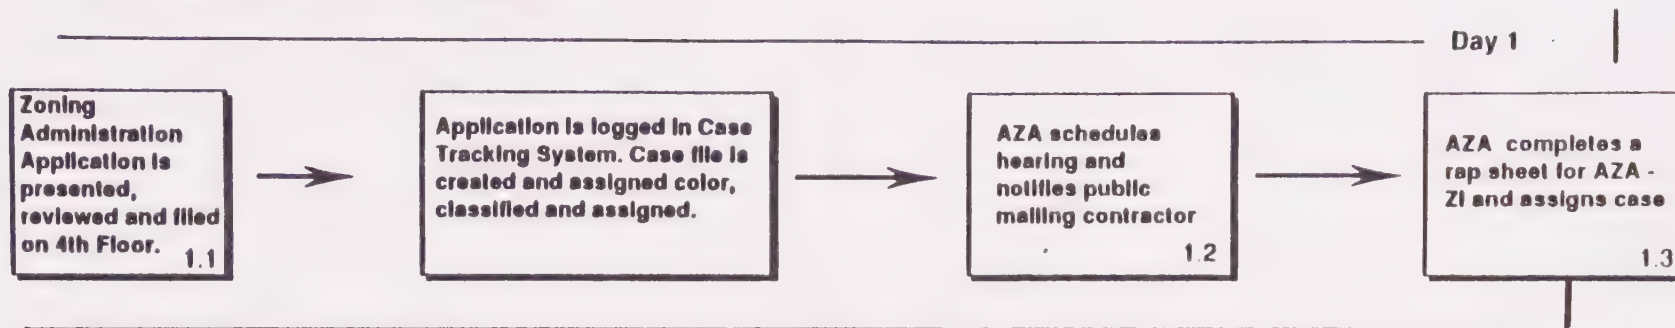 Day 1
Zoning
Administration
Application is
presented,
reviewed and filed
on 4th Floor.
1.1
Application is logged in Case
Tracking System. Case file is
created and assigned color,
classified and assigned.
AZA schedules
hearing and
notifies public
mailing contractor
1.2
AZA completes a
rap sheet for AZA -
ZI and assigns case
1.3